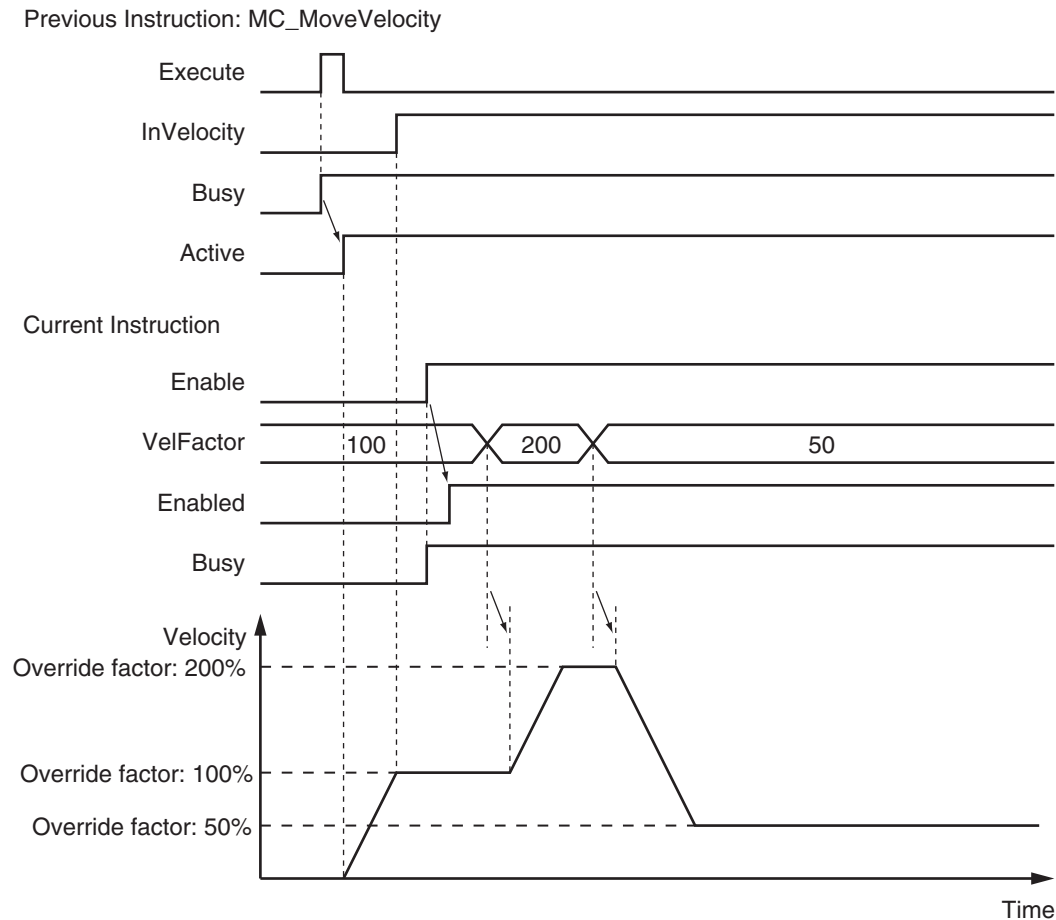 Previous Instruction: MC_MoveVelocity
Execute
InVelocity
Busy
Active
Current Instruction
Enable
VelFactor 100 200 50
Enabled
Busy
Velocity
Override factor: 200%
Override factor: 100%
Override factor: 50%
Time